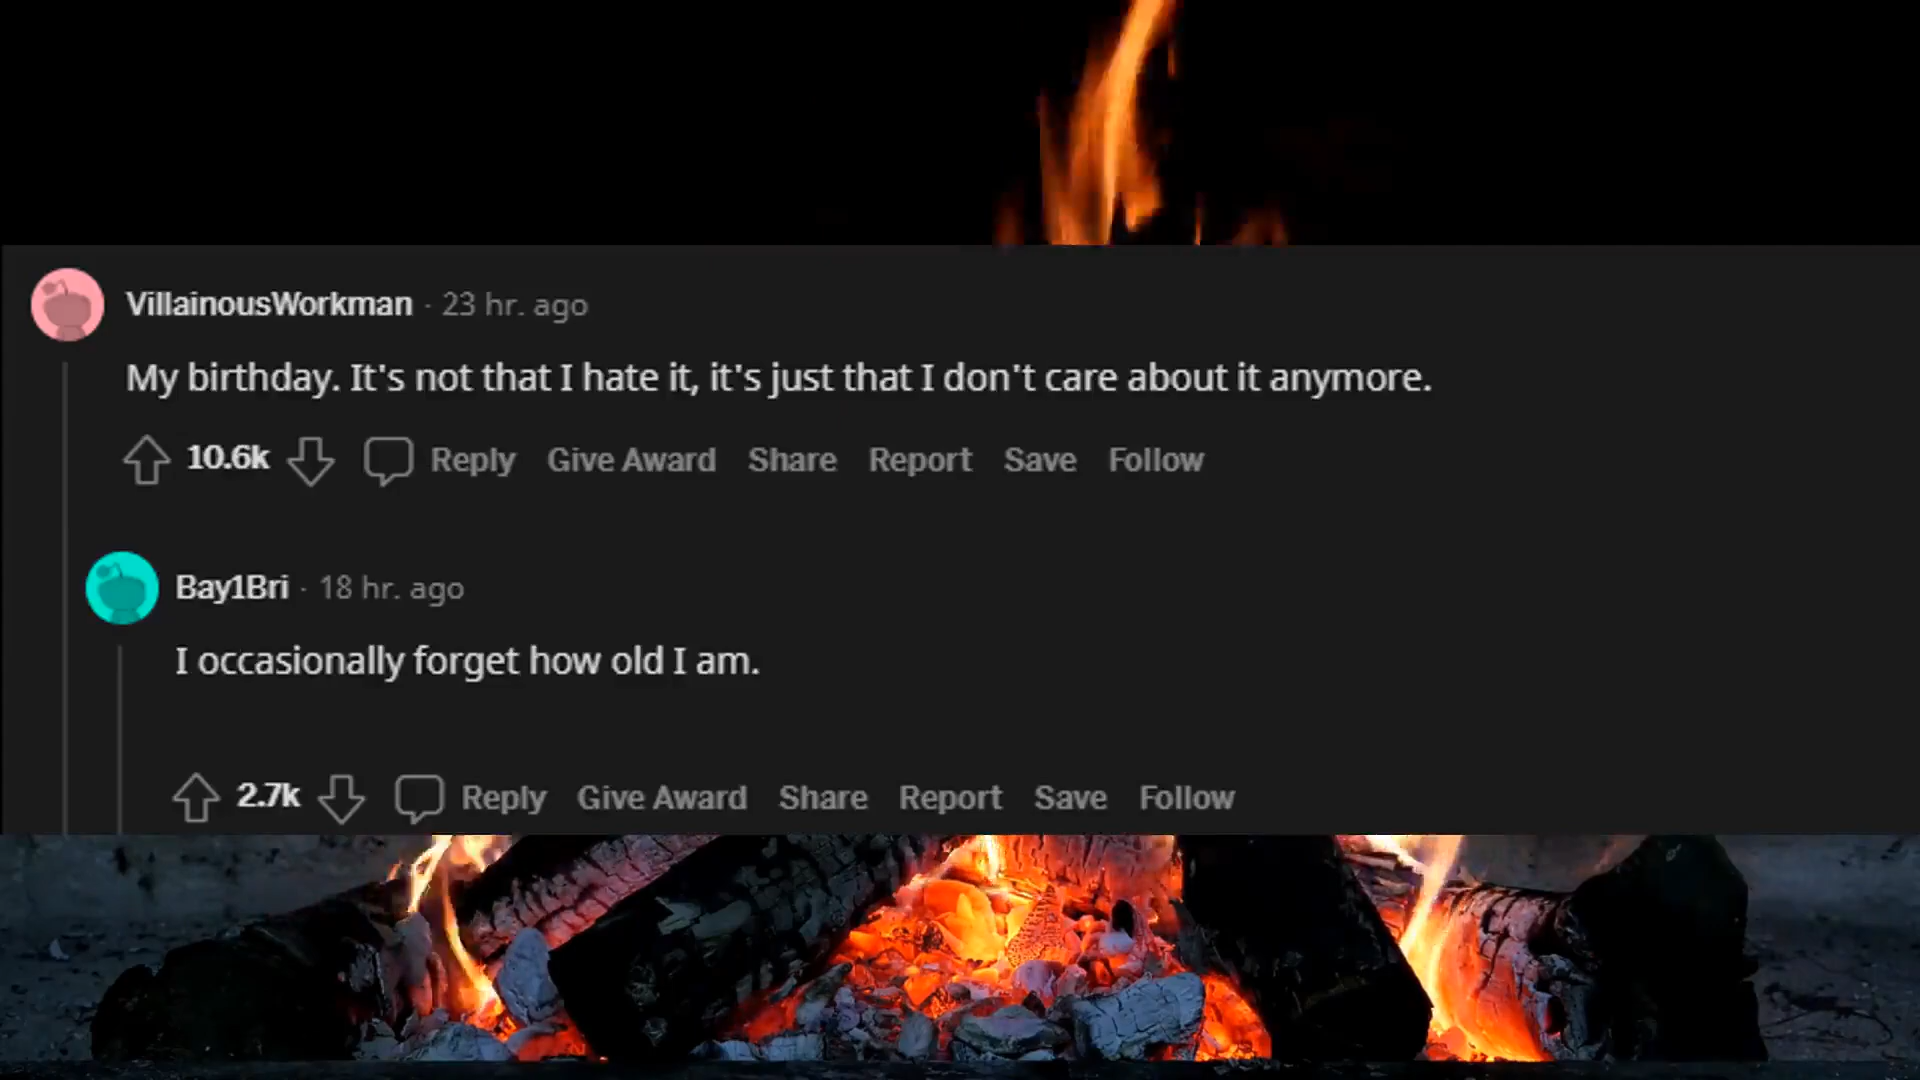 VillainousWorkman · 23 hr. ago
My birthday. It's not that I hate it, it's just that I don't care about it anymore.
10.6k Reply Give Award Share Report Save Follow
Bay1Bri · 18 hr. ago
I occasionally forget how old I am.
2.7k Reply Give Award Share Report Save Follow